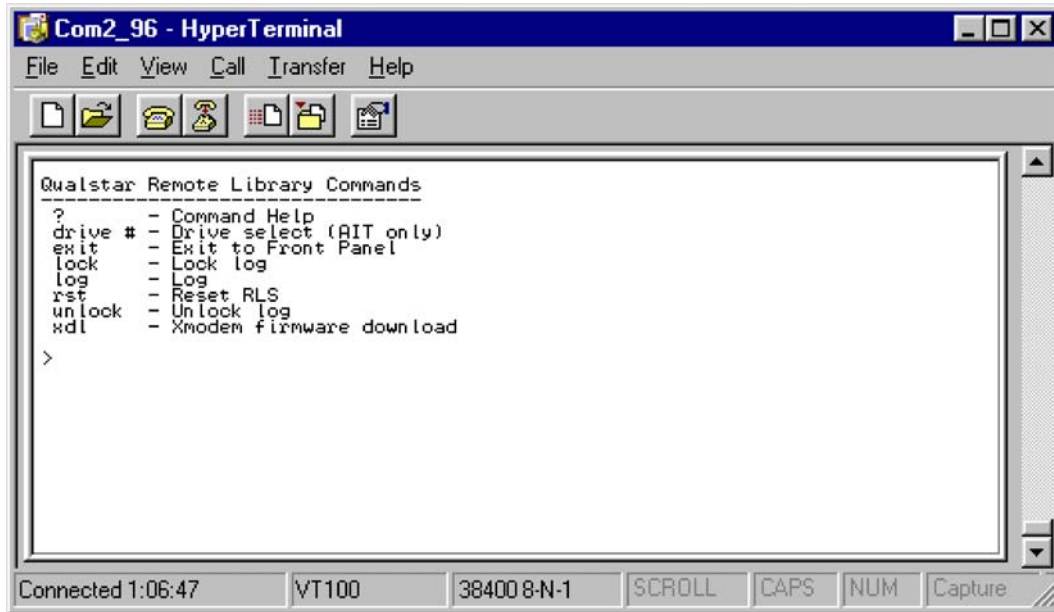 Com2_96 - HyperTerminal
File Edit View Call Transfer Help
Qualstar Remote Library Commands
--------------------------------
? - Command Help
drive # - Drive select (AIT only)
exit - Exit to Front Panel
lock - Lock log
log - Log
rst - Reset RLS
unlock - Unlock log
xdl - Xmodem firmware download
>
Connected 1:06:47 VT100 38400 8-N-1 SCROLL CAPS NUM Capture